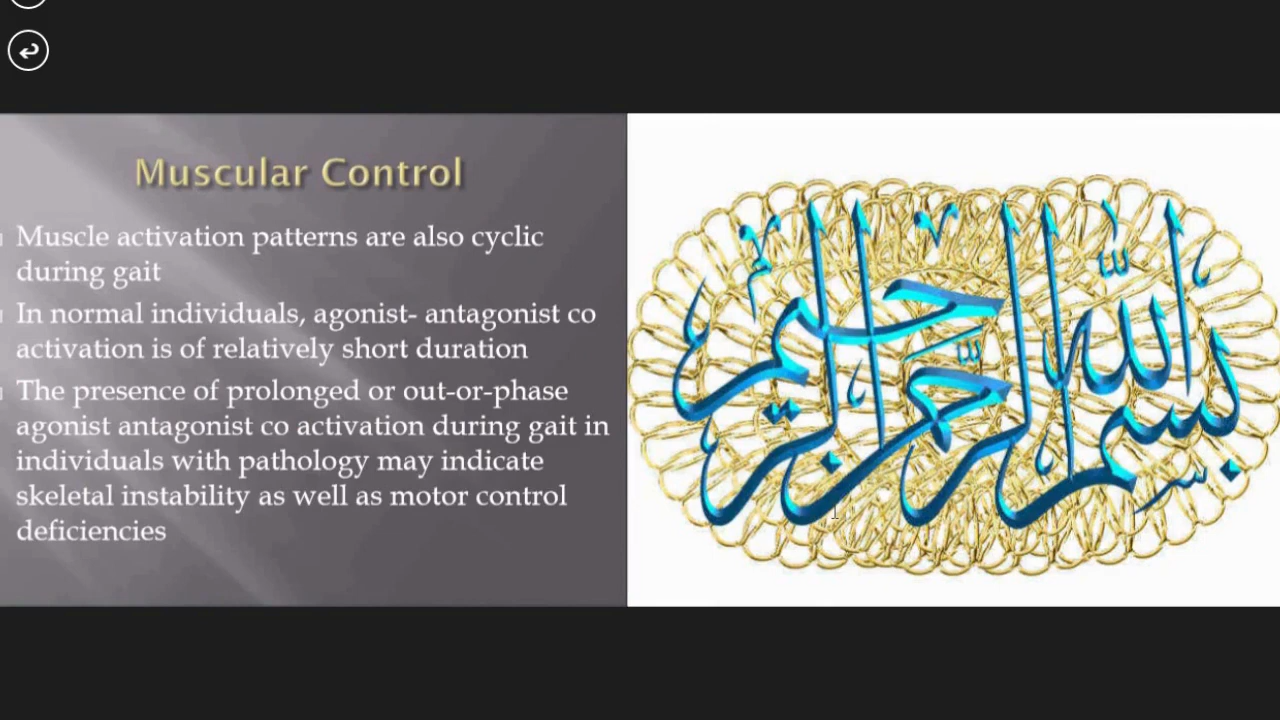 Muscular Control
Muscle activation patterns are also cyclic
during gait
In normal individuals, agonist- antagonist co
activation is of relatively short duration
The presence of prolonged or out-or-phase
agonist antagonist co activation during gait in
individuals with pathology may indicate
skeletal instability as well as motor control
deficiencies
بسم الله الرحمن الرحيم